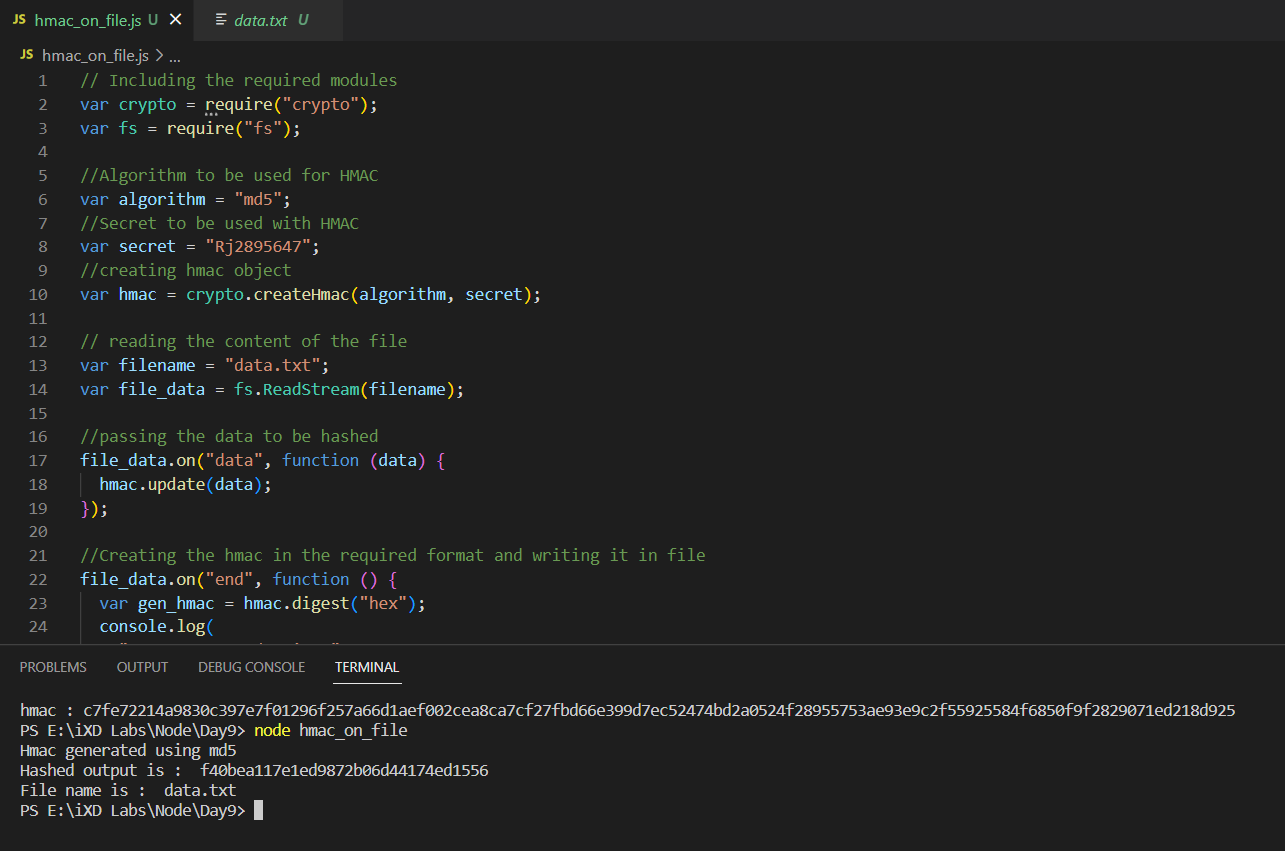 JS hmac_on_file.js U ×
data.txt U
JS hmac_on_file.js > ...
1 // Including the required modules
2 var crypto = require("crypto");
3 var fs = require("fs");
4
5 //Algorithm to be used for HMAC
6 var algorithm = "md5";
7 //Secret to be used with HMAC
8 var secret = "Rj2895647";
9 //creating hmac object
10 var hmac = crypto.createHmac(algorithm, secret);
11
12 // reading the content of the file
13 var filename = "data.txt";
14 var file_data = fs.ReadStream(filename);
15
16 //passing the data to be hashed
17 file_data.on("data", function (data) {
18   hmac.update(data);
19 });
20
21 //Creating the hmac in the required format and writing it in file
22 file_data.on("end", function () {
23   var gen_hmac = hmac.digest("hex");
24   console.log(
PROBLEMS OUTPUT DEBUG CONSOLE TERMINAL
hmac : c7fe72214a9830c397e7f01296f257a66d1aef002cea8ca7cf27fbd66e399d7ec52474bd2a0524f28955753ae93e9c2f55925584f6850f9f2829071ed218d925
PS E:\iXD Labs\Node\Day9> node hmac_on_file
Hmac generated using md5
Hashed output is :  f40bea117e1ed9872b06d44174ed1556
File name is :  data.txt
PS E:\iXD Labs\Node\Day9>